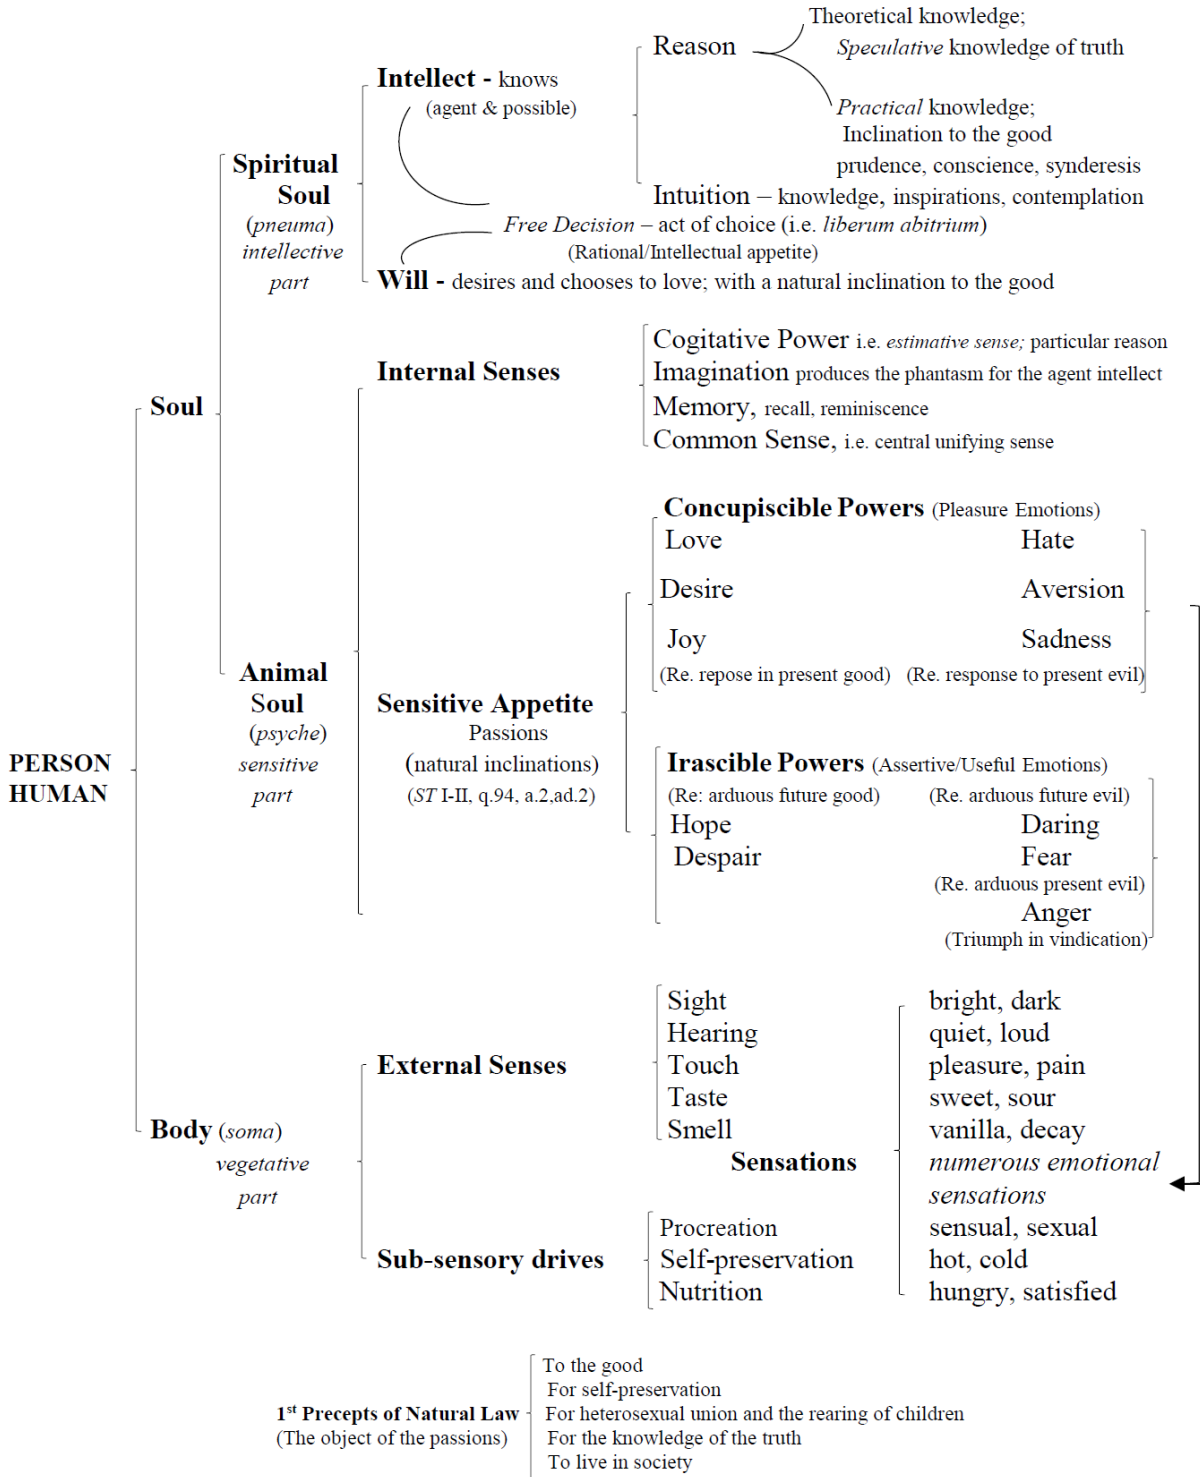 Theoretical knowledge;
Reason
Speculative knowledge of truth
Intellect - knows
(agent & possible)
Practical knowledge;
Inclination to the good
prudence, conscience, synderesis
Spiritual
Soul
(pneuma)
intellective
part
Intuition – knowledge, inspirations, contemplation
Free Decision – act of choice (i.e. liberum abitrium)
(Rational/Intellectual appetite)
Will - desires and chooses to love; with a natural inclination to the good
Cogitative Power i.e. estimative sense; particular reason
Internal Senses
Imagination produces the phantasm for the agent intellect
Soul
Memory, recall, reminiscence
Common Sense, i.e. central unifying sense
Concupiscible Powers (Pleasure Emotions)
Love Hate
Desire Aversion
Joy Sadness
(Re. repose in present good) (Re. response to present evil)
Animal
Soul
(psyche)
sensitive
part
Sensitive Appetite
Passions
(natural inclinations)
(ST I-II, q.94, a.2,ad.2)
PERSON
HUMAN
Irascible Powers (Assertive/Useful Emotions)
(Re: arduous future good) (Re. arduous future evil)
Hope Daring
Despair Fear
(Re. arduous present evil)
Anger
(Triumph in vindication)
Sight bright, dark
Hearing quiet, loud
External Senses
Touch pleasure, pain
Taste sweet, sour
Smell vanilla, decay
Body (soma)
vegetative
part
Sensations
numerous emotional
sensations
Procreation sensual, sexual
Sub-sensory drives
Self-preservation hot, cold
Nutrition hungry, satisfied
To the good
For self-preservation
1st Precepts of Natural Law
For heterosexual union and the rearing of children
(The object of the passions)
For the knowledge of the truth
To live in society